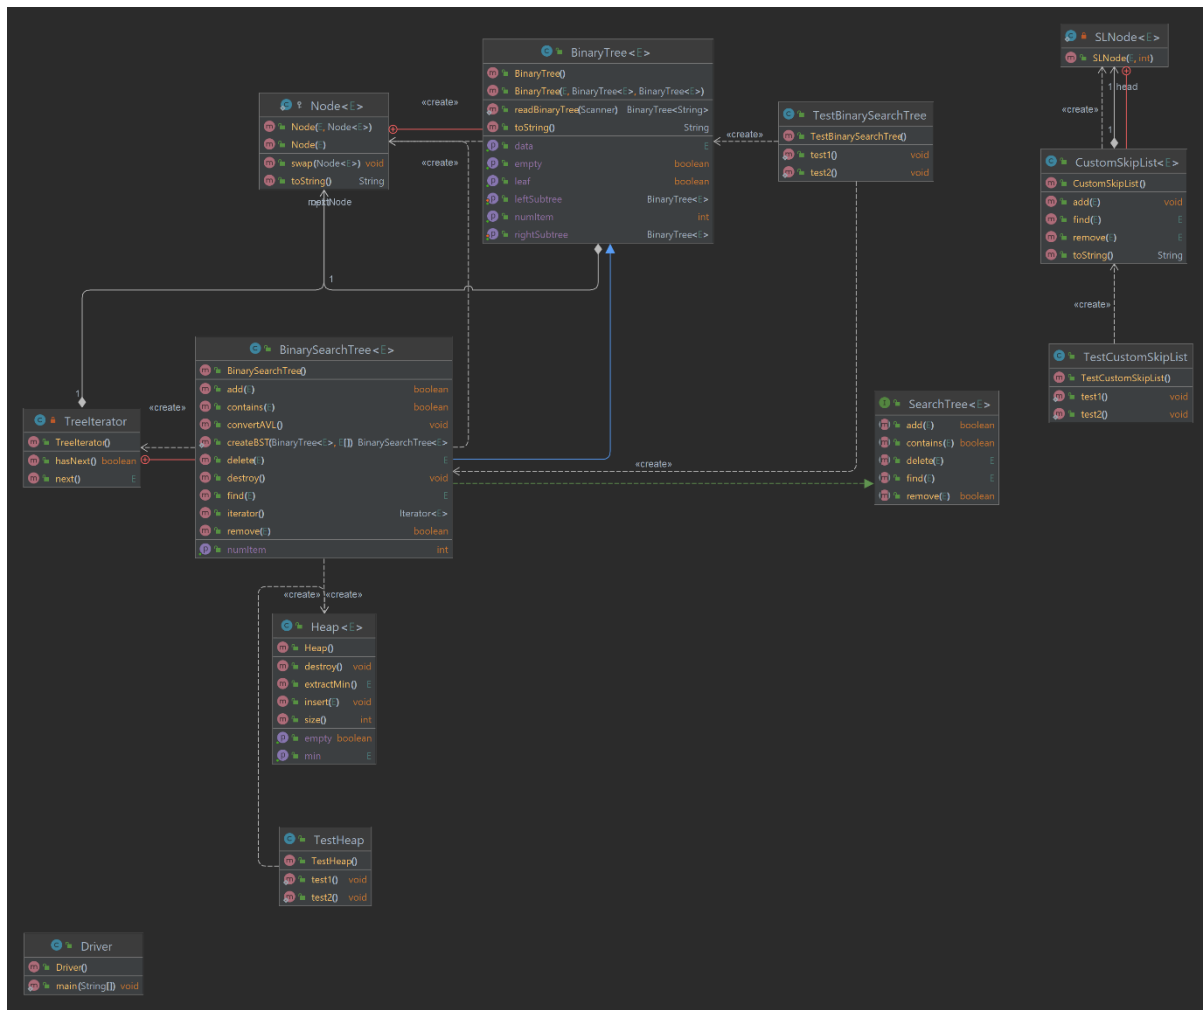 BinaryTree<E>
BinaryTree()
BinaryTree(E, BinaryTree<E>, BinaryTree<E>)
readBinaryTree(Scanner) BinaryTree<String>
toString() String
data E
empty boolean
leaf boolean
leftSubtree BinaryTree<E>
numItem int
rightSubtree BinaryTree<E>
SLNode<E>
SLNode(E, int)
1 head
«create»
1
CustomSkipList<E>
CustomSkipList()
add(E) void
find(E) E
remove(E) E
toString() String
«create»
TestCustomSkipList
TestCustomSkipList()
test1() void
test2() void
Node<E>
Node(E, Node<E>)
Node(E)
swap(Node<E>) void
toString() String
«create»
«create»
1
TestBinarySearchTree
TestBinarySearchTree()
test1() void
test2() void
«create»
BinarySearchTree<E>
BinarySearchTree()
add(E) boolean
contains(E) boolean
convertAVL() void
createBST(BinaryTree<E>, E[]) BinarySearchTree<E>
delete(E) E
destroy() void
find(E) E
iterator() Iterator<E>
remove(E) boolean
numItem int
1
TreeIterator
TreeIterator()
hasNext() boolean
next() E
«create»
SearchTree<E>
add(E) boolean
contains(E) boolean
delete(E) E
find(E) E
remove(E) boolean
«create»
«create» «create»
Heap<E>
Heap()
destroy() void
extractMin() E
insert(E) void
size() int
empty boolean
min E
TestHeap
TestHeap()
test1() void
test2() void
Driver
Driver()
main(String[]) void